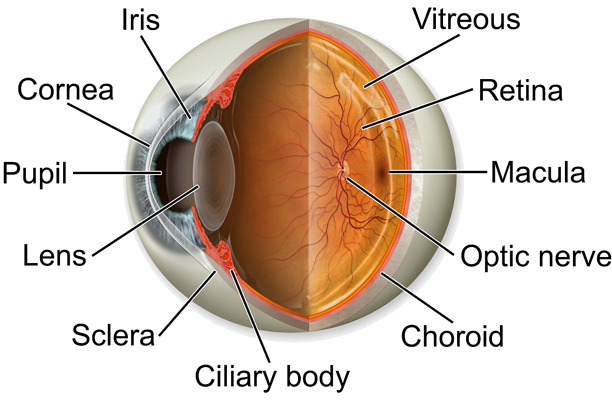 Iris
Vitreous
Cornea
Retina
Pupil
Macula
Lens
Optic nerve
Sclera
Choroid
Ciliary body